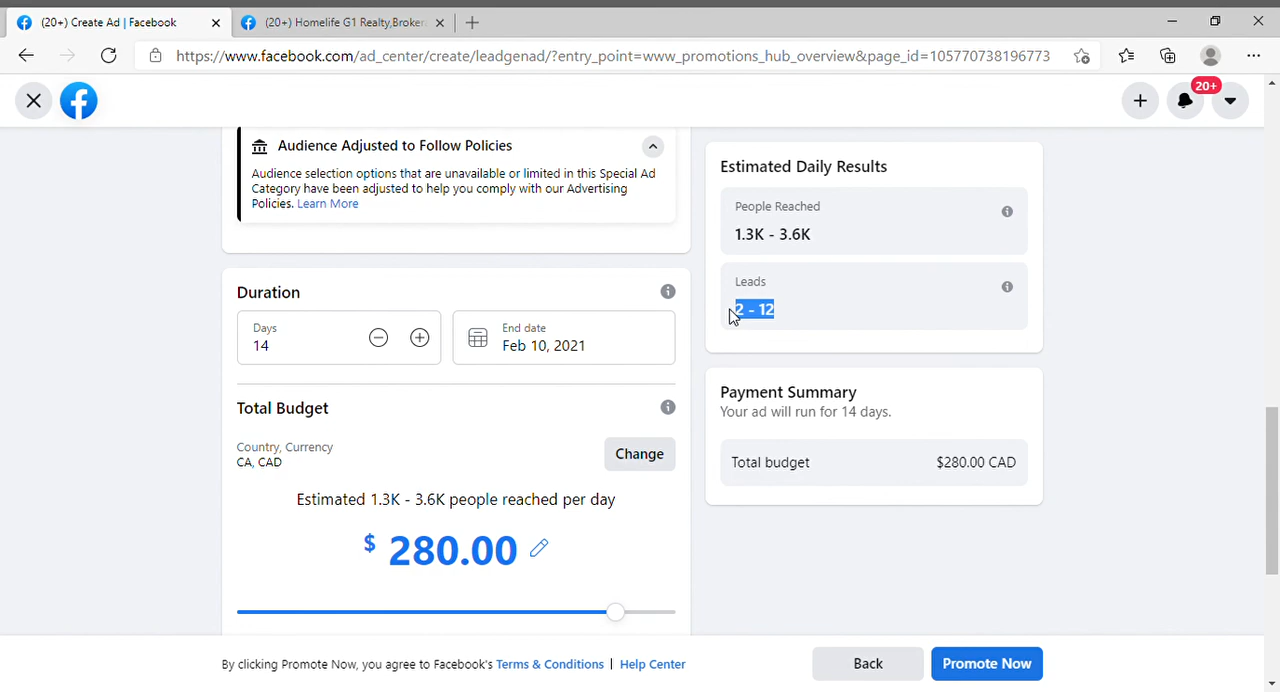 (20+) Create Ad | Facebook
(20+) Homelife G1 Realty,Broker
https://www.facebook.com/ad_center/create/leadgenad/?entry_point=www_promotions_hub_overview&page_id=105770738196773
20+
Audience Adjusted to Follow Policies
Audience selection options that are unavailable or limited in this Special Ad
Category have been adjusted to help you comply with our Advertising
Policies. Learn More
Duration
Days
14
End date
Feb 10, 2021
Total Budget
Country, Currency
CA, CAD
Change
Estimated 1.3K - 3.6K people reached per day
$ 280.00
Estimated Daily Results
People Reached
1.3K - 3.6K
Leads
2 - 12
Payment Summary
Your ad will run for 14 days.
Total budget $280.00 CAD
By clicking Promote Now, you agree to Facebook's Terms & Conditions | Help Center
Back
Promote Now